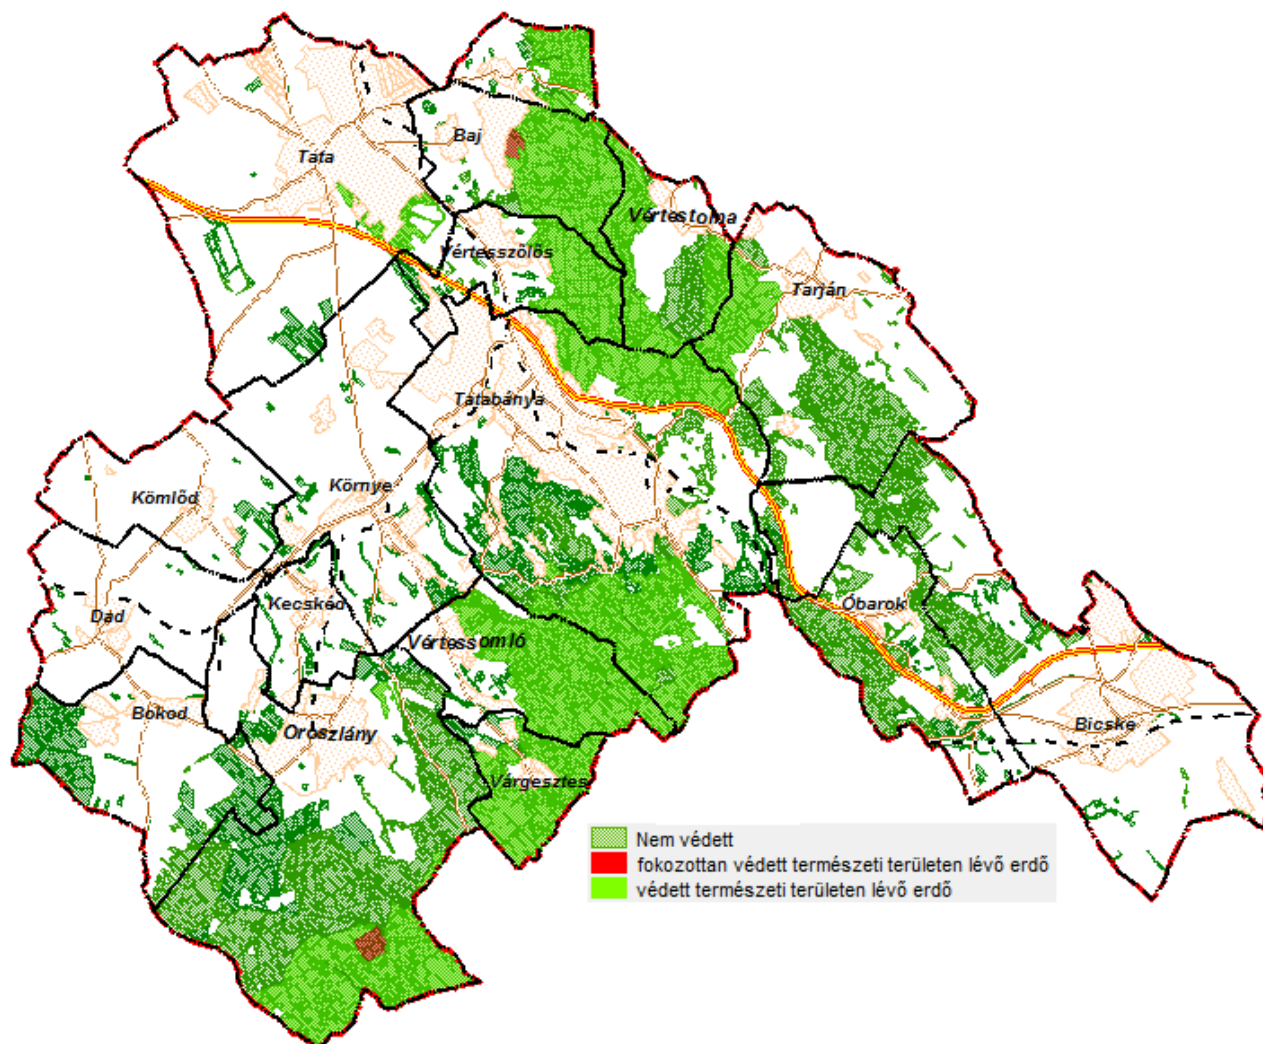 Baj
Tata
Vértestolna
Vértesszőlős
Tarján
Tatabánya
Környe
Kömlőd
Kecskéd
Óbarok
Dad
Vértessomló
Bokod
Oroszlány
Bicske
Várgesztes
Nem védett
fokozottan védett természeti területen lévő erdő
védett természeti területen lévő erdő